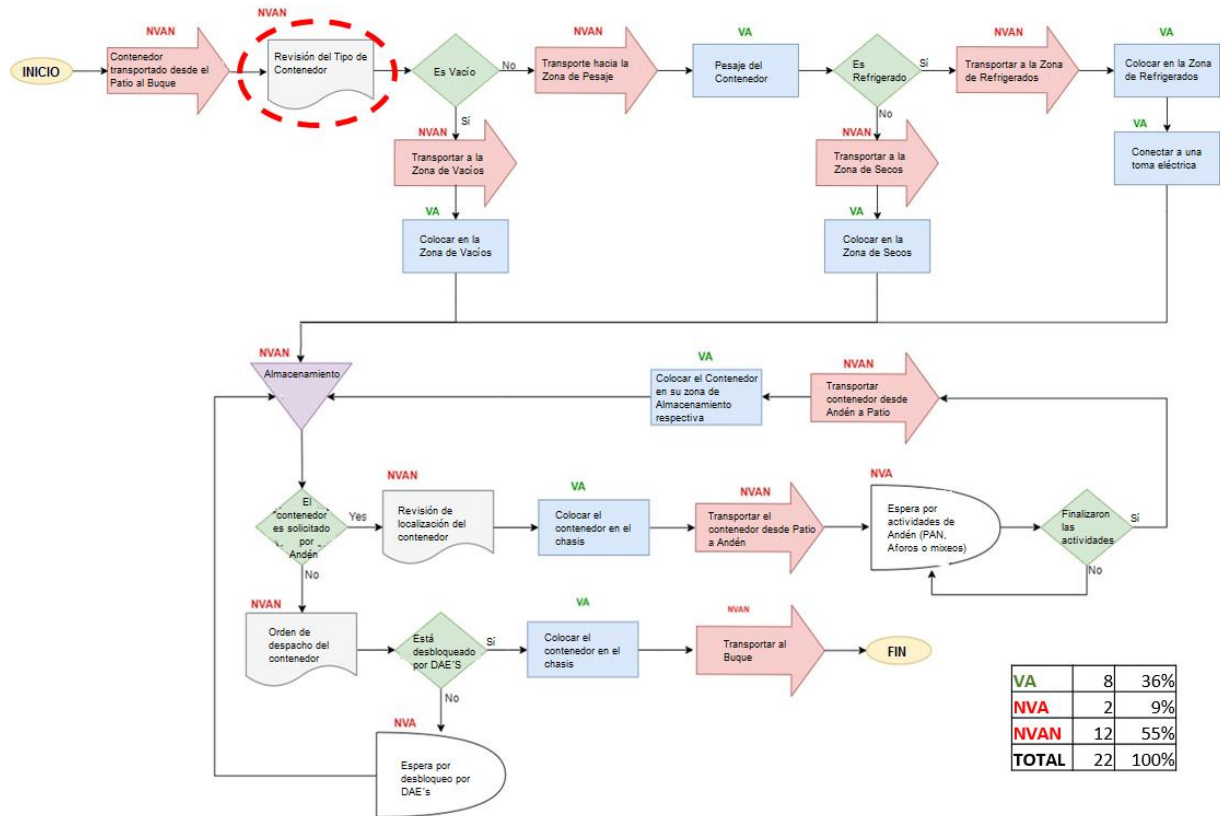 NVAN
NVAN
NVAN
NVAN
VA
VA
INICIO
Contenedor
transportado desde el
Patio al Buque
Revisión del Tipo de
Contenedor
Es Vacío
No
Transporte hacia la
Zona de Pesaje
Pesaje del
Contenedor
Es
Refrigerado
Sí
Transportar a la Zona
de Refrigerados
Colocar en la Zona
de Refrigerados
Sí
No
NVAN
NVAN
VA
Transportar a la
Zona de Vacíos
Transportar a la
Zona de Secos
Conectar a una
toma eléctrica
VA
VA
Colocar en la
Zona de Vacíos
Colocar en la
Zona de Secos
NVAN
Almacenamiento
VA
Colocar el Contenedor
en su zona de
Almacenamiento
respectiva
NVAN
Transportar
contenedor desde
Andén a Patio
NVAN
VA
NVAN
NVA
El
contenedor
es solicitado
por
Andén
Yes
Revisión de
localización del
contenedor
Colocar el
contenedor en el
chasis
Transportar el
contenedor desde Patio
a Andén
Espera por
actividades de
Andén (PAN,
Aforos o mixeos)
Finalizaron
las
actividades
Sí
No
No
NVAN
VA
NVAN
Orden de
despacho del
contenedor
Está
desbloqueado
por DAE'S
Sí
Colocar el
contenedor en el
chasis
Transportar al
Buque
FIN
No
NVA
Espera por
desbloqueo por
DAE´s
VA 8 36%
NVA 2 9%
NVAN 12 55%
TOTAL 22 100%